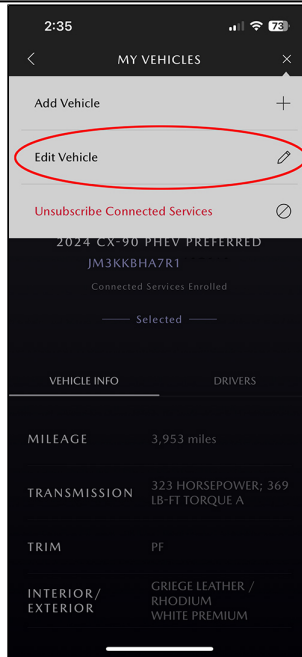 2:35
73
MY VEHICLES
Add Vehicle
Edit Vehicle
Unsubscribe Connected Services
2024 CX-90 PHEV PREFERRED
JM3KKBHA7R1
Connected Services Enrolled
Selected
VEHICLE INFO DRIVERS
MILEAGE 3,953 miles
TRANSMISSION 323 HORSEPOWER; 369
LB-FT TORQUE A
TRIM PF
INTERIOR/ GRIEGE LEATHER /
EXTERIOR RHODIUM
WHITE PREMIUM